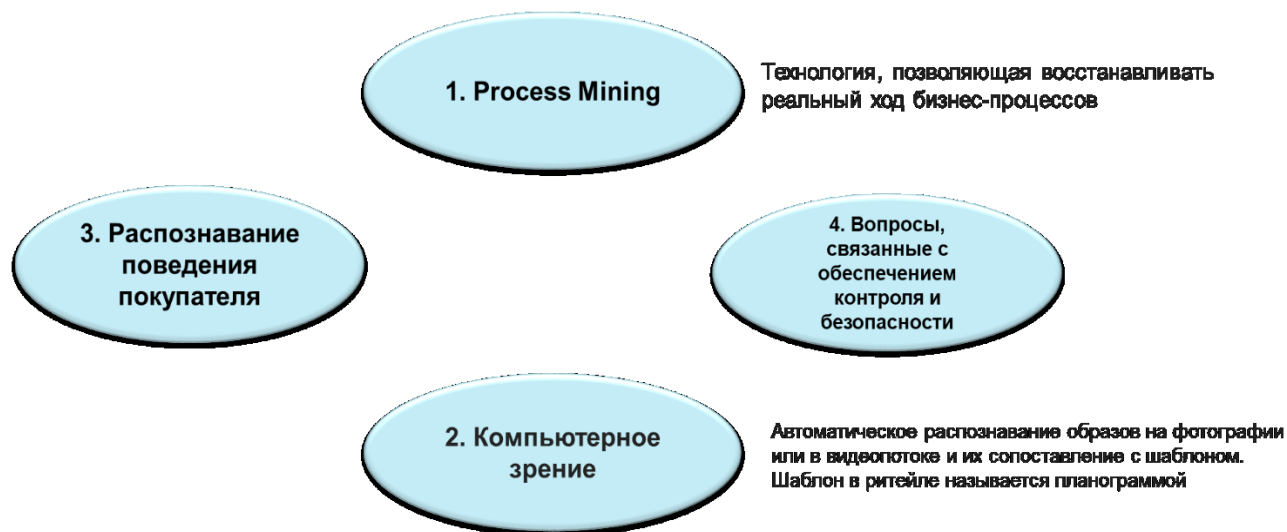 1. Process Mining
Технология, позволяющая восстанавливать
реальный ход бизнес-процессов
3. Распознавание
поведения
покупателя
4. Вопросы,
связанные с
обеспечением
контроля и
безопасности
2. Компьютерное
зрение
Автоматическое распознавание образов на фотографии
или в видеопотоке и их сопоставление с шаблоном.
Шаблон в ритейле называется планограммой